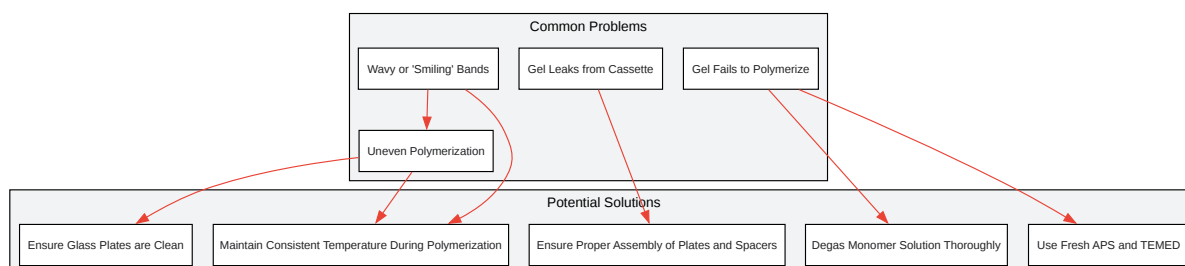 Common Problems
Wavy or 'Smiling' Bands
Gel Leaks from Cassette
Gel Fails to Polymerize
Uneven Polymerization
Potential Solutions
Ensure Glass Plates are Clean
Maintain Consistent Temperature During Polymerization
Ensure Proper Assembly of Plates and Spacers
Degas Monomer Solution Thoroughly
Use Fresh APS and TEMED